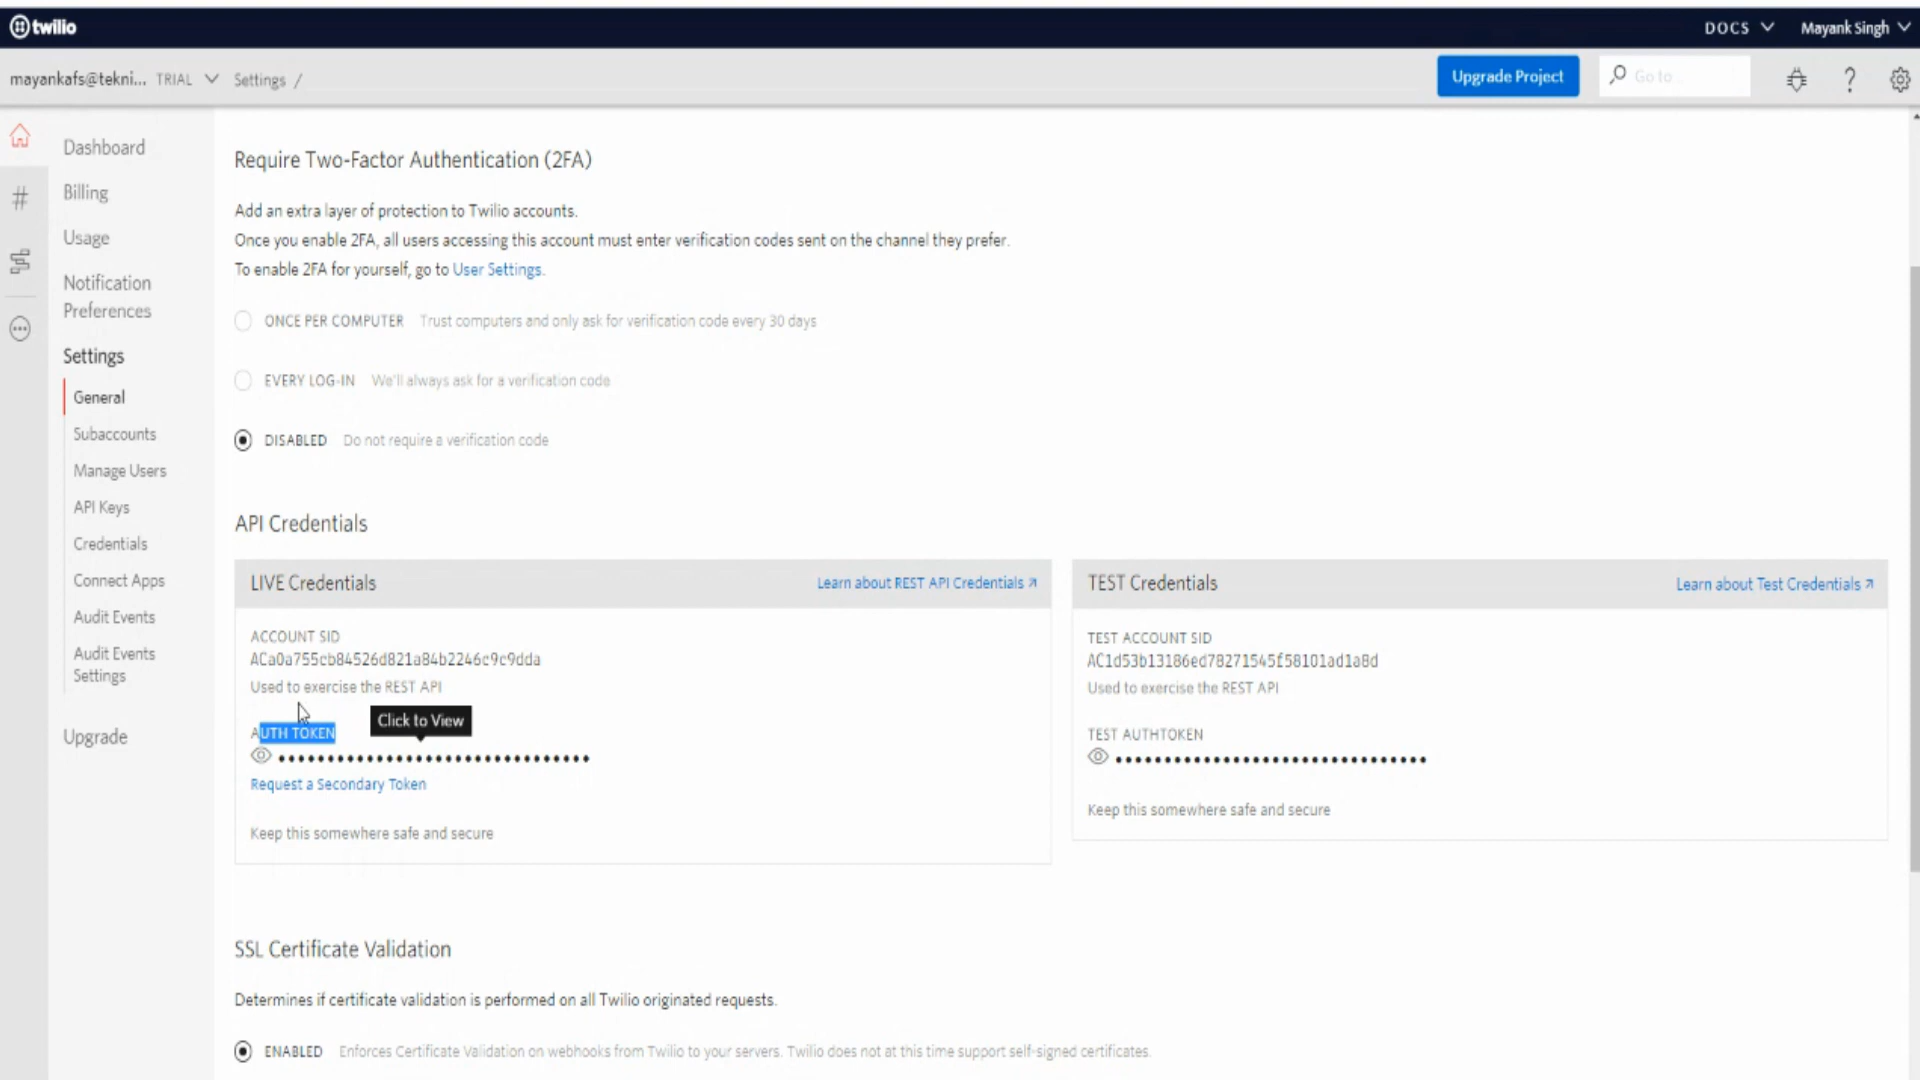 twilio
DOCS
Mayank Singh
mayankafs@tekni... TRIAL
Settings /
Upgrade Project
Go to ...
Dashboard
Billing
Usage
Notification
Preferences
Settings
General
Subaccounts
Manage Users
API Keys
Credentials
Connect Apps
Audit Events
Audit Events
Settings
Upgrade
Require Two-Factor Authentication (2FA)
Add an extra layer of protection to Twilio accounts.
Once you enable 2FA, all users accessing this account must enter verification codes sent on the channel they prefer.
To enable 2FA for yourself, go to User Settings.
ONCE PER COMPUTER Trust computers and only ask for verification code every 30 days
EVERY LOG-IN We'll always ask for a verification code
DISABLED Do not require a verification code
API Credentials
LIVE Credentials
Learn about REST API Credentials
ACCOUNT SID
ACa0a755cb84526d821a84b2246c9c9dda
Used to exercise the REST API
AUTH TOKEN
Click to View
Request a Secondary Token
Keep this somewhere safe and secure
TEST Credentials
Learn about Test Credentials
TEST ACCOUNT SID
AC1d53b13186ed78271545f58101ad1a8d
Used to exercise the REST API
TEST AUTHTOKEN
Keep this somewhere safe and secure
SSL Certificate Validation
Determines if certificate validation is performed on all Twilio originated requests.
ENABLED Enforces Certificate Validation on webhooks from Twilio to your servers. Twilio does not at this time support self-signed certificates.